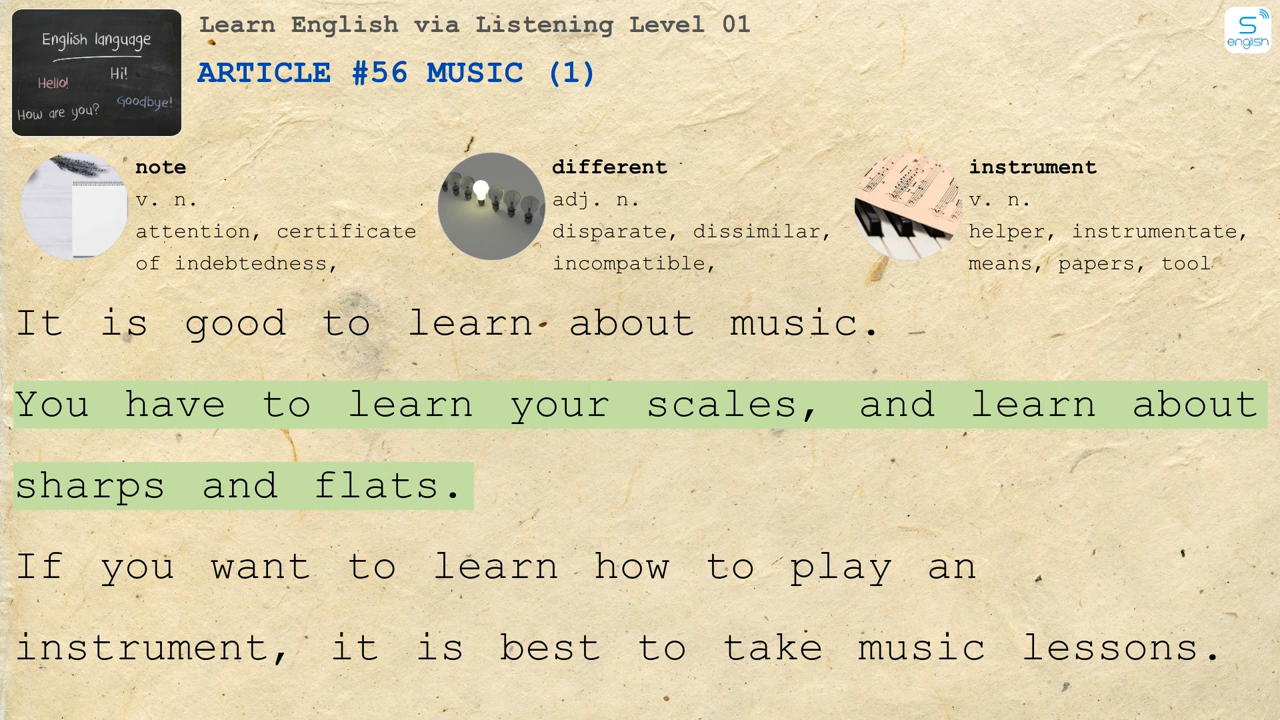 English language
Hello!
Hi!
How are you?
Goodbye!
Learn English via Listening Level 01
ARTICLE #56 MUSIC (1)
S
english
note
v. n.
attention, certificate
of indebtedness,
different
adj. n.
disparate, dissimilar,
incompatible,
instrument
v. n.
helper, instrumentate,
means, papers, tool
It is good to learn about music.
You have to learn your scales, and learn about
sharps and flats.
If you want to learn how to play an
instrument, it is best to take music lessons.